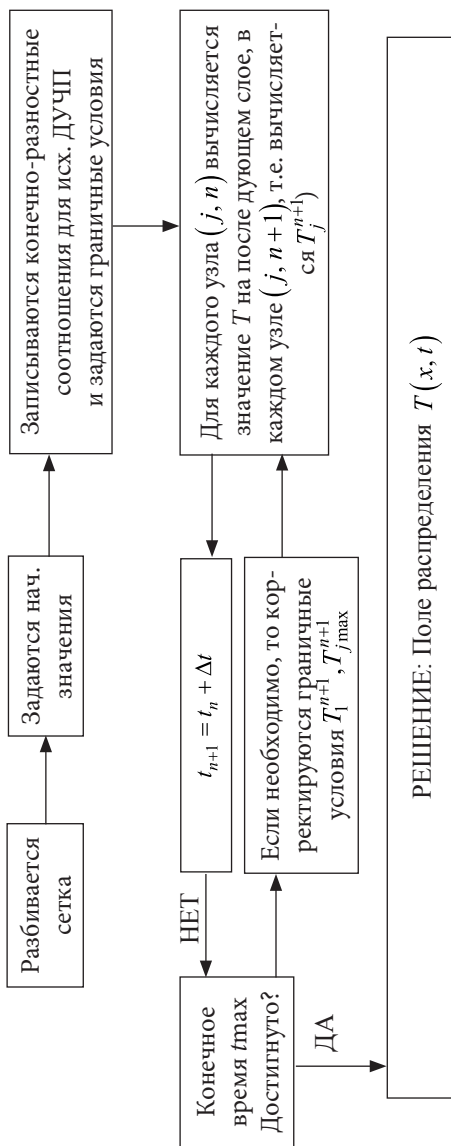 Разбивается
сетка
Задаются нач.
значения
Записываются конечно-разностные
соотношения для исх. ДУЧП
и задаются граничные условия
Для каждого узла (j, n) вычисляется
значение T на после дующем слое, в
каждом узле (j, n+1), т.е. вычисляет-
ся T_j^{n+1})
t_{n+1} = t_n + Δt
НЕТ
Конечное
время tmax
Достигнуто?
Если необходимо, то кор-
ректируются граничные
условия T_1^{n+1}, T_{j max}^{n+1}
ДА
РЕШЕНИЕ: Поле распределения T(x, t)